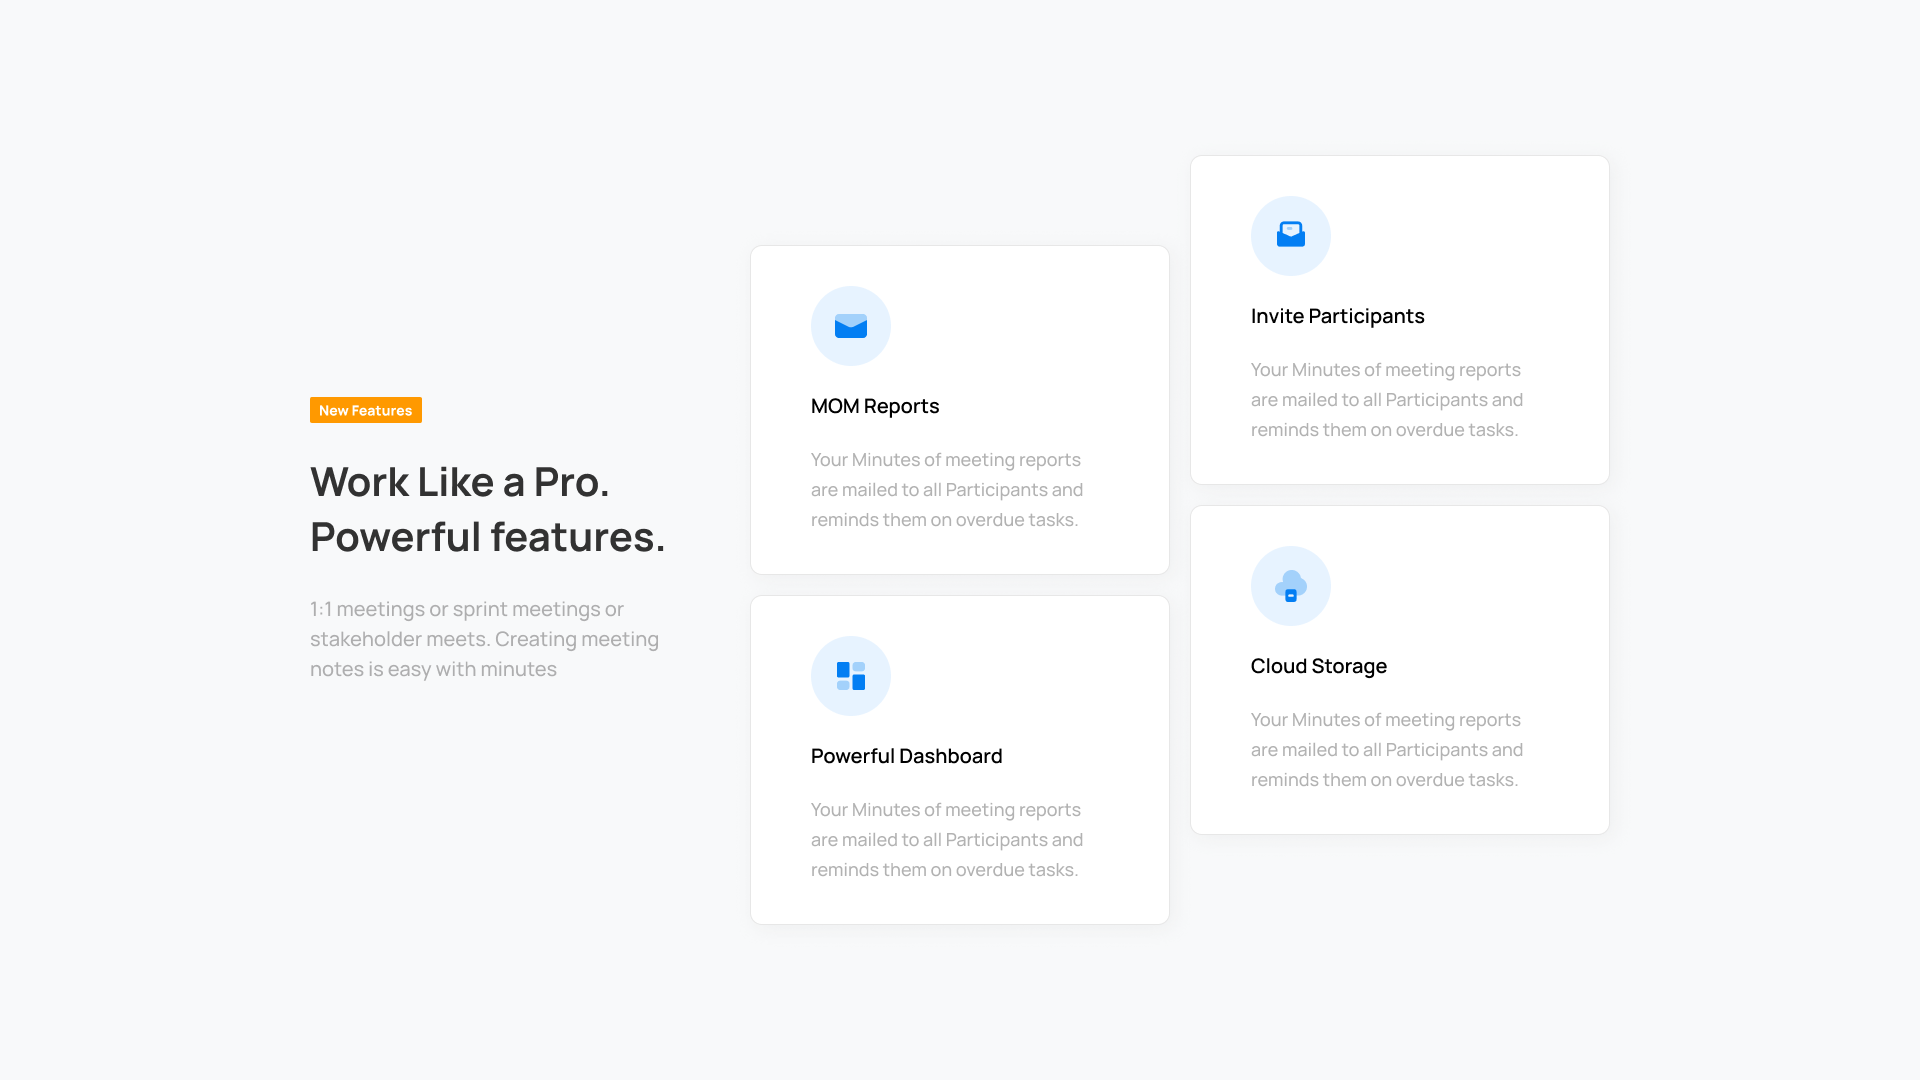 New Features
Work Like a Pro.
Powerful features.
1:1 meetings or sprint meetings or
stakeholder meets. Creating meeting
notes is easy with minutes
MOM Reports
Your Minutes of meeting reports
are mailed to all Participants and
reminds them on overdue tasks.
Powerful Dashboard
Your Minutes of meeting reports
are mailed to all Participants and
reminds them on overdue tasks.
Invite Participants
Your Minutes of meeting reports
are mailed to all Participants and
reminds them on overdue tasks.
Cloud Storage
Your Minutes of meeting reports
are mailed to all Participants and
reminds them on overdue tasks.